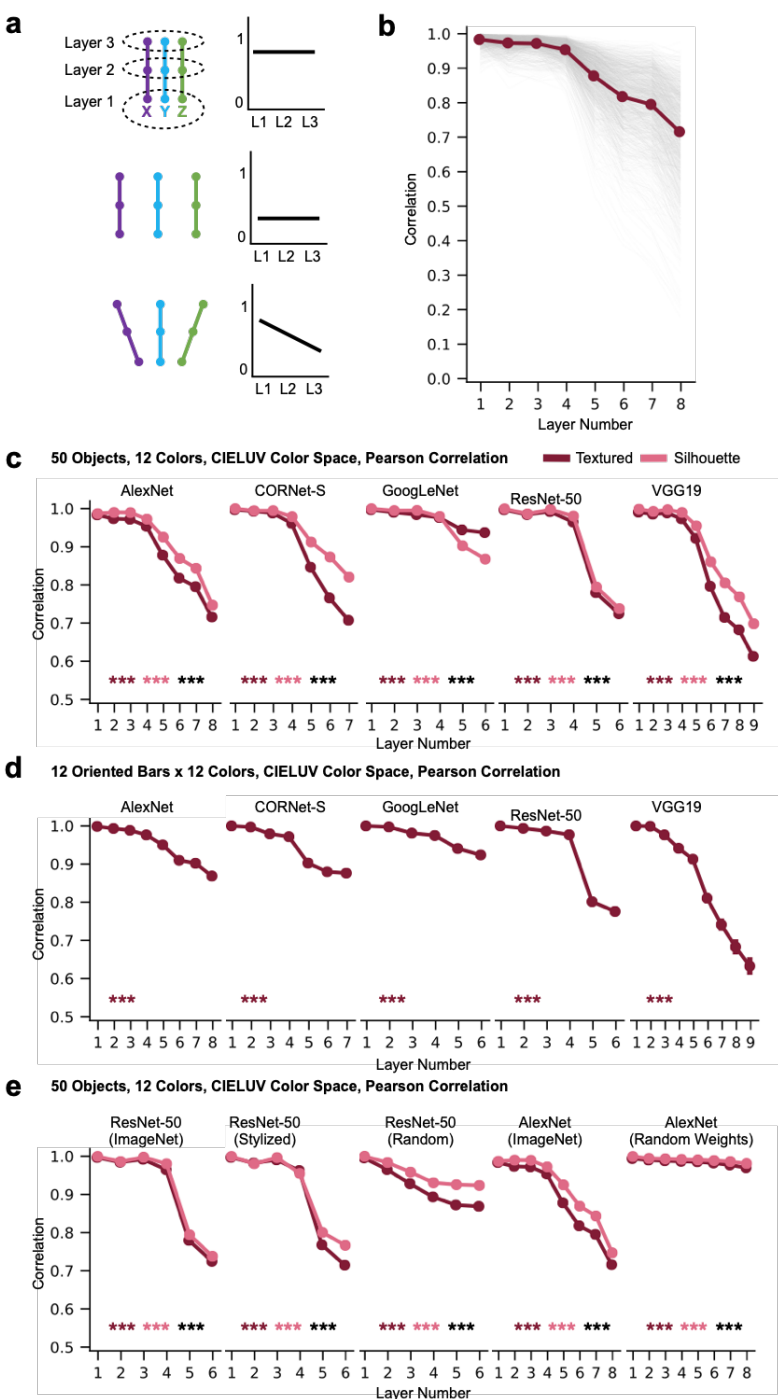 a
Layer 3
Layer 2
Layer 1
X Y Z
1
0
L1 L2 L3
1
0
L1 L2 L3
1
0
L1 L2 L3
b
Correlation
1.0
0.9
0.8
0.7
0.6
0.5
0.4
0.3
0.2
0.1
0.0
1 2 3 4 5 6 7 8
Layer Number
c 50 Objects, 12 Colors, CIELUV Color Space, Pearson Correlation Textured Silhouette
AlexNet CORNet-S GoogLeNet ResNet-50 VGG19
Correlation
1.0
0.9
0.8
0.7
0.6
*** *** *** *** *** *** *** *** *** *** *** *** *** *** ***
0.5
1 2 3 4 5 6 7 8 1 2 3 4 5 6 7 1 2 3 4 5 6 1 2 3 4 5 6 1 2 3 4 5 6 7 8 9
Layer Number
d 12 Oriented Bars x 12 Colors, CIELUV Color Space, Pearson Correlation
AlexNet CORNet-S GoogLeNet ResNet-50 VGG19
Correlation
1.0
0.9
0.8
0.7
0.6
*** *** *** *** ***
0.5
1 2 3 4 5 6 7 8 1 2 3 4 5 6 7 1 2 3 4 5 6 1 2 3 4 5 6 1 2 3 4 5 6 7 8 9
Layer Number
e 50 Objects, 12 Colors, CIELUV Color Space, Pearson Correlation
ResNet-50 ResNet-50 ResNet-50 AlexNet AlexNet
(ImageNet) (Stylized) (Random) (ImageNet) (Random Weights)
Correlation
1.0
0.9
0.8
0.7
0.6
*** *** *** *** *** *** *** *** *** *** *** *** *** *** ***
0.5
1 2 3 4 5 6 1 2 3 4 5 6 1 2 3 4 5 6 1 2 3 4 5 6 7 8 1 2 3 4 5 6 7 8
Layer Number